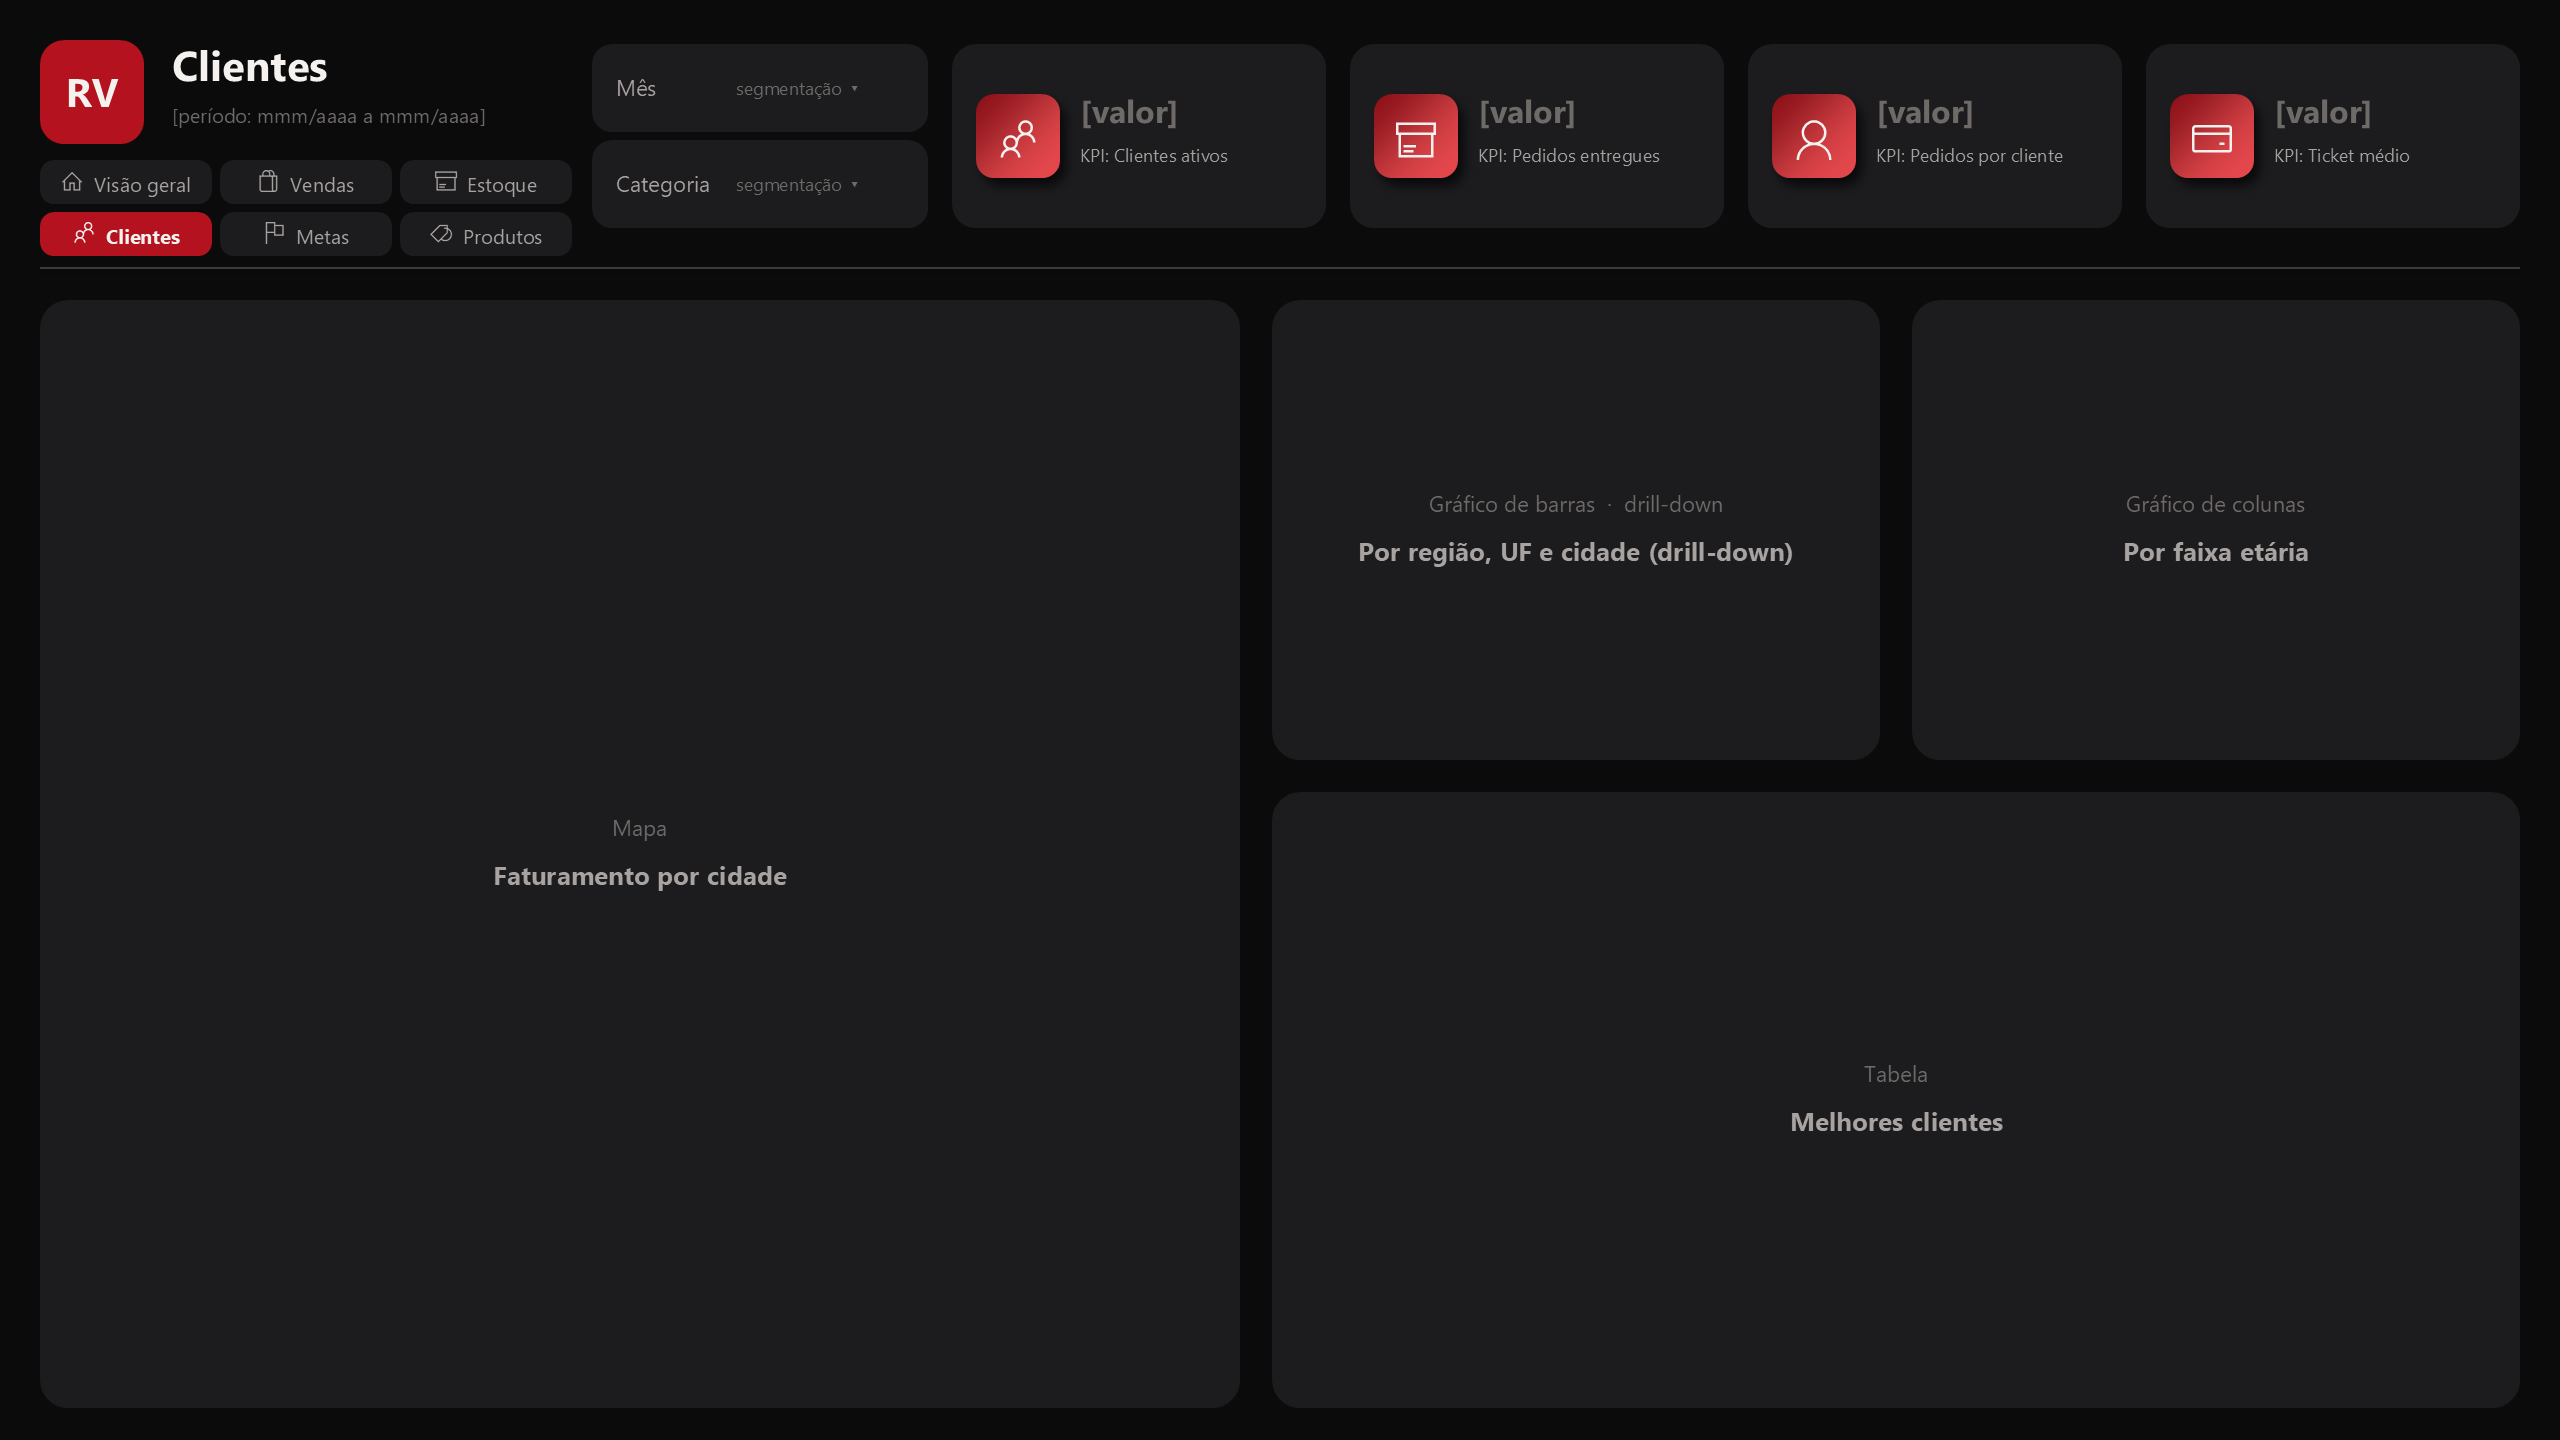 RV
Clientes
[período: mmm/aaaa a mmm/aaaa]
Visão geral
Vendas
Estoque
Clientes
Metas
Produtos
Mês segmentação ▾
Categoria segmentação ▾
[valor]
KPI: Clientes ativos
[valor]
KPI: Pedidos entregues
[valor]
KPI: Pedidos por cliente
[valor]
KPI: Ticket médio
Mapa
Faturamento por cidade
Gráfico de barras · drill-down
Por região, UF e cidade (drill-down)
Gráfico de colunas
Por faixa etária
Tabela
Melhores clientes